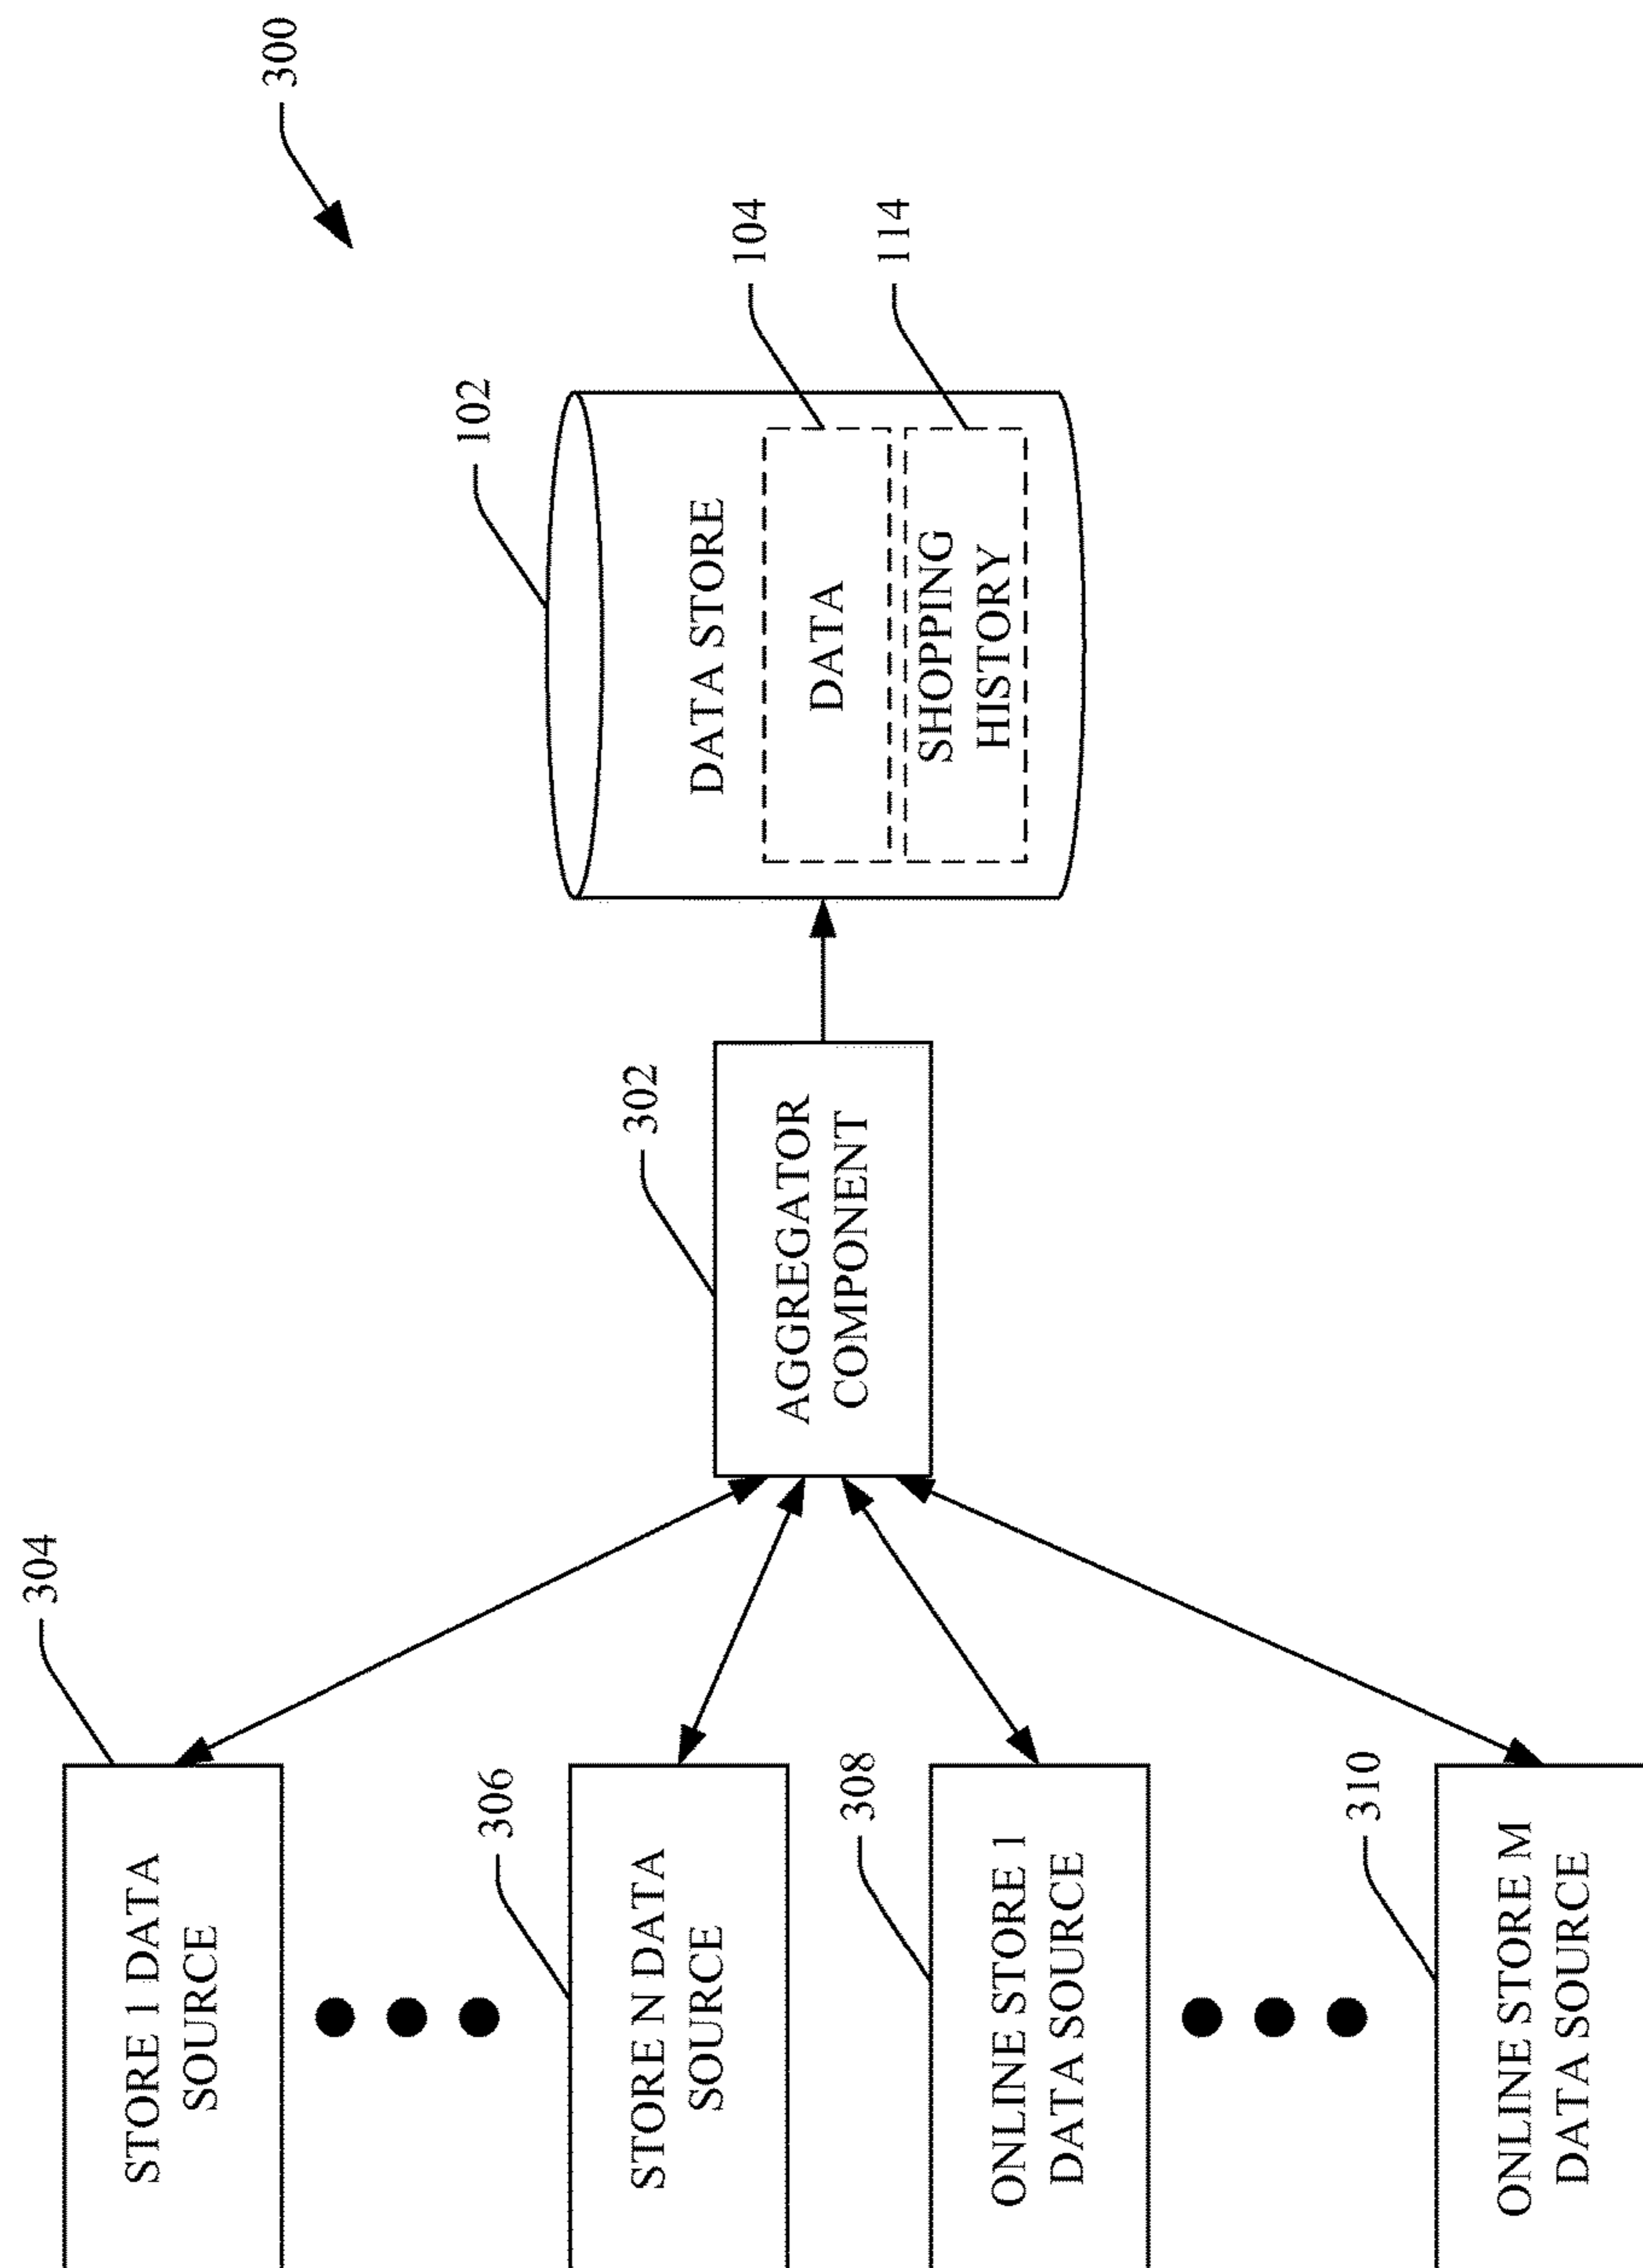 300
102
DATA STORE
104
DATA
114
SHOPPING
HISTORY
302
AGGREGATOR
COMPONENT
304
STORE 1 DATA
SOURCE
306
STORE N DATA
SOURCE
308
ONLINE STORE 1
DATA SOURCE
310
ONLINE STORE M
DATA SOURCE